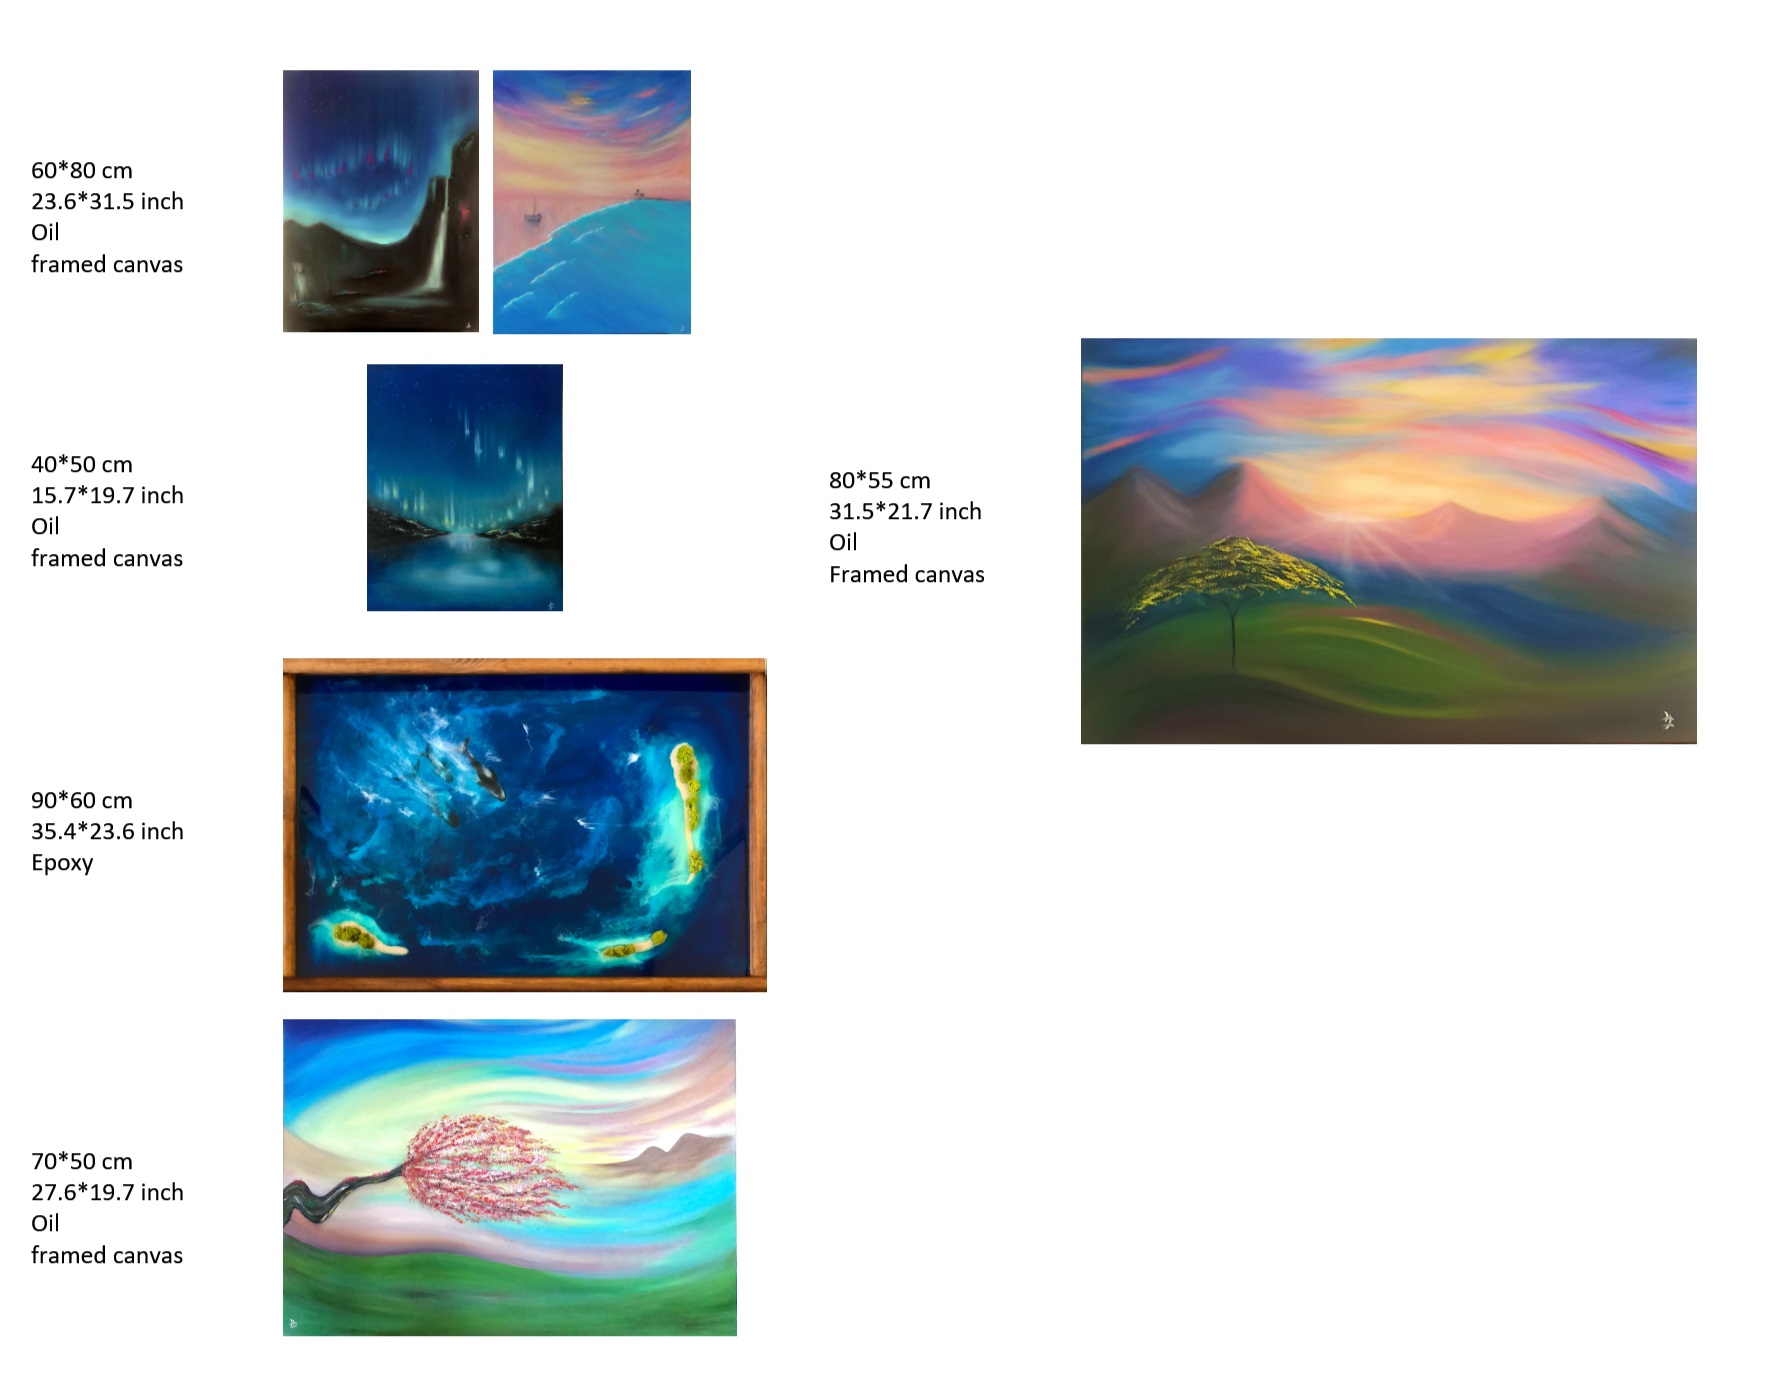 60*80 cm
23.6*31.5 inch
Oil
framed canvas
40*50 cm
15.7*19.7 inch
Oil
framed canvas
90*60 cm
35.4*23.6 inch
Epoxy
70*50 cm
27.6*19.7 inch
Oil
framed canvas
80*55 cm
31.5*21.7 inch
Oil
Framed canvas